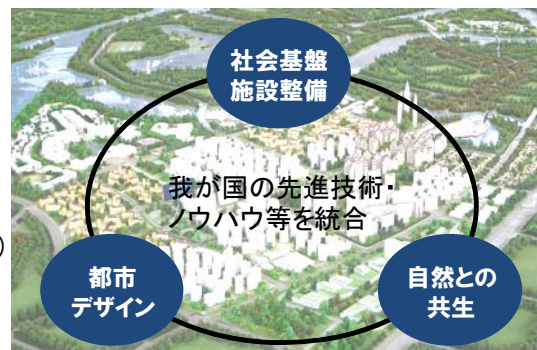 社会基盤
施設整備
我が国の先進技術・
ノウハウ等を統合
)
都市
デザイン
自然との
共生